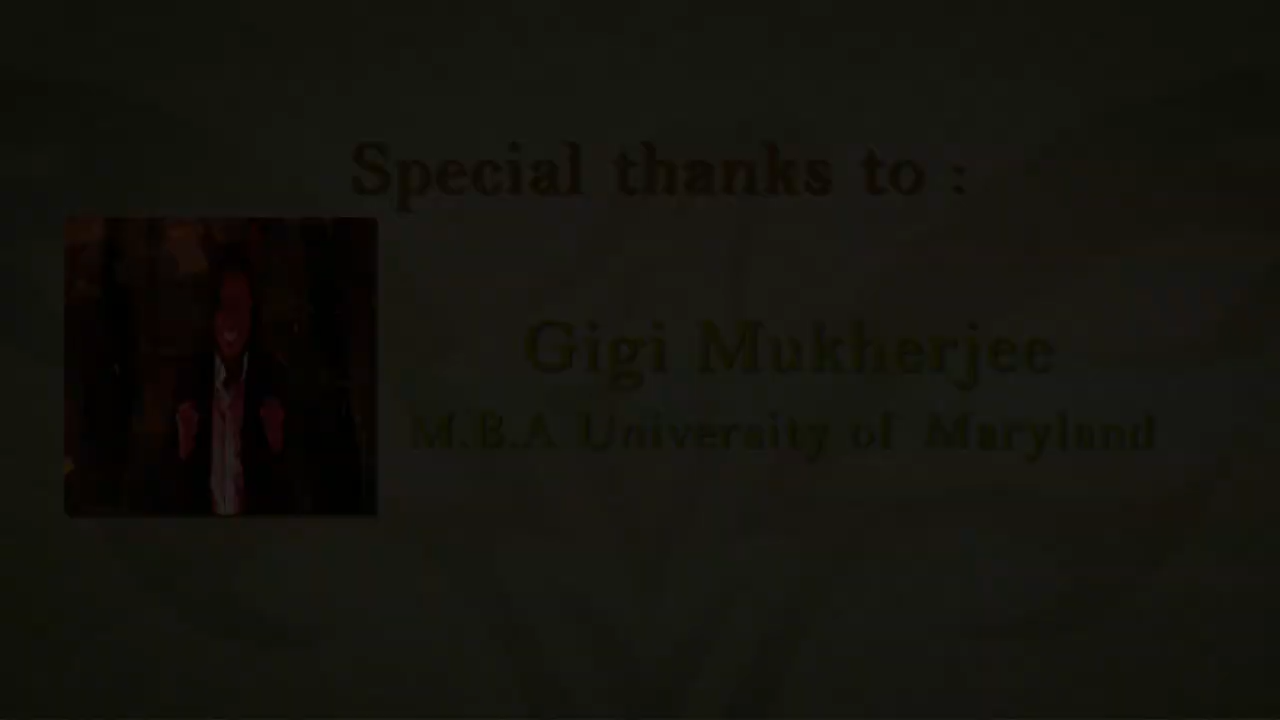 Special thanks to :
Gigi Mukherjee
M.B.A University of Maryland